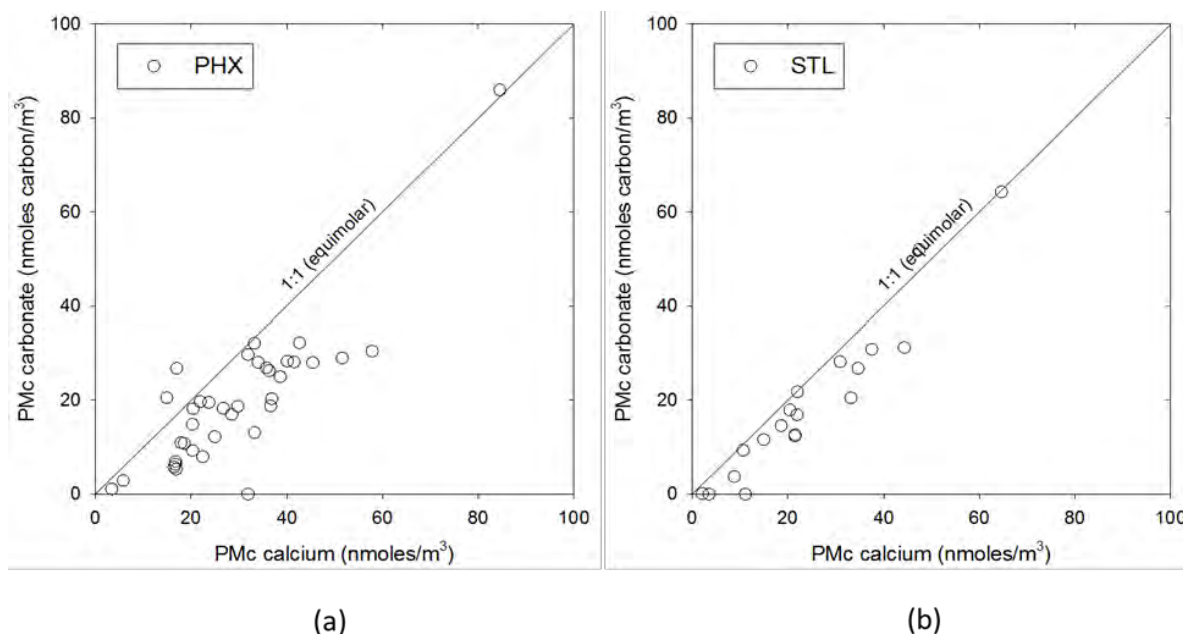 100
80
60
40
20
0
PMc carbonate (nmoles carbon/m³)
PHX
1:1 (equimolar)
0 20 40 60 80 100
PMc calcium (nmoles/m³)
(a)
100
80
60
40
20
0
PMc carbonate (nmoles carbon/m³)
STL
1:1 (equimolar)
0 20 40 60 80 100
PMc calcium (nmoles/m³)
(b)